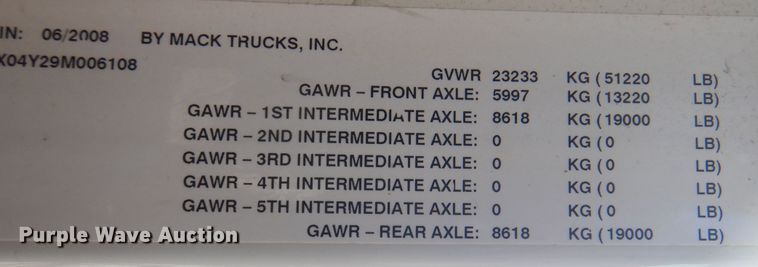 IN: 06/2008 BY MACK TRUCKS, INC.
X04Y29M006108
GVWR 23233 KG (51220 LB)
GAWR – FRONT AXLE: 5997 KG (13220 LB)
GAWR – 1ST INTERMEDIATE AXLE: 8618 KG (19000 LB)
GAWR – 2ND INTERMEDIATE AXLE: 0 KG (0 LB)
GAWR – 3RD INTERMEDIATE AXLE: 0 KG (0 LB)
GAWR – 4TH INTERMEDIATE AXLE: 0 KG (0 LB)
GAWR – 5TH INTERMEDIATE AXLE: 0 KG (0 LB)
GAWR – REAR AXLE: 8618 KG (19000 LB)
Purple Wave Auction